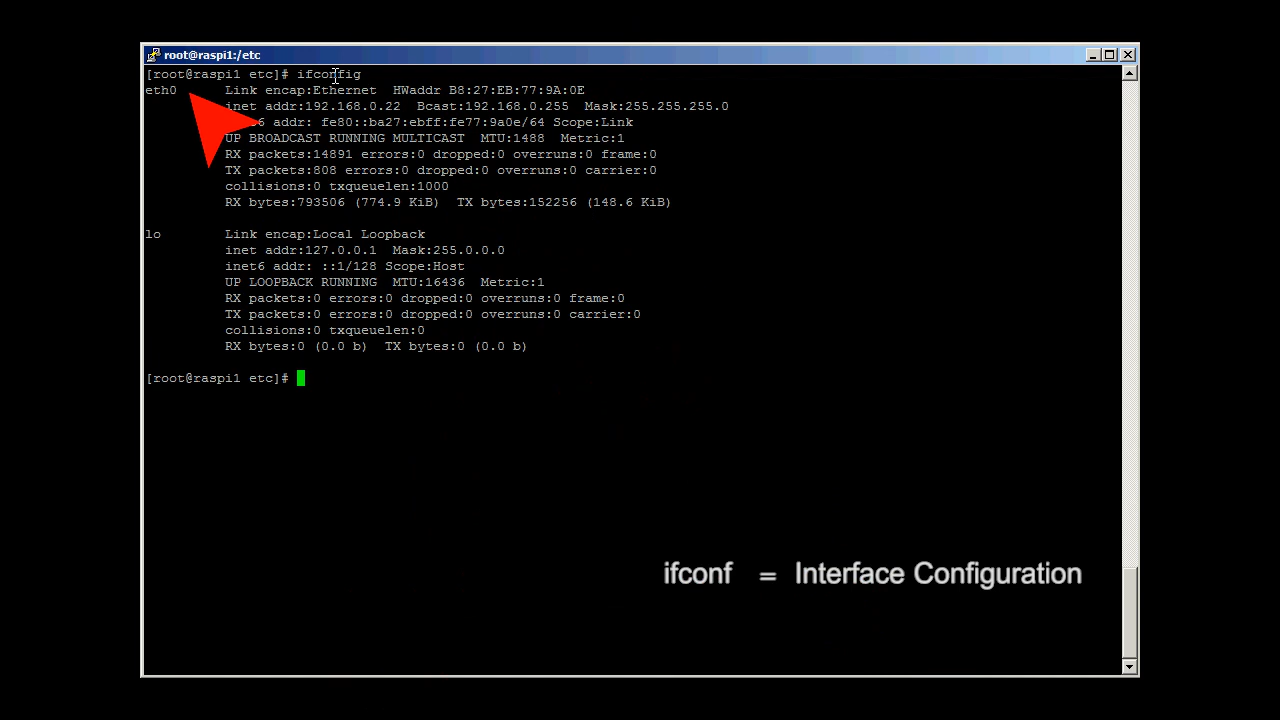 root@raspi1:/etc
[root@raspi1 etc]# ifconfig
eth0 Link encap:Ethernet HWaddr B8:27:EB:77:9A:0E
inet addr:192.168.0.22 Bcast:192.168.0.255 Mask:255.255.255.0
6 addr: fe80::ba27:ebff:fe77:9a0e/64 Scope:Link
UP BROADCAST RUNNING MULTICAST MTU:1488 Metric:1
RX packets:14891 errors:0 dropped:0 overruns:0 frame:0
TX packets:808 errors:0 dropped:0 overruns:0 carrier:0
collisions:0 txqueuelen:1000
RX bytes:793506 (774.9 KiB) TX bytes:152256 (148.6 KiB)
lo Link encap:Local Loopback
inet addr:127.0.0.1 Mask:255.0.0.0
inet6 addr: ::1/128 Scope:Host
UP LOOPBACK RUNNING MTU:16436 Metric:1
RX packets:0 errors:0 dropped:0 overruns:0 frame:0
TX packets:0 errors:0 dropped:0 overruns:0 carrier:0
collisions:0 txqueuelen:0
RX bytes:0 (0.0 b) TX bytes:0 (0.0 b)
[root@raspi1 etc]#
ifconf = Interface Configuration